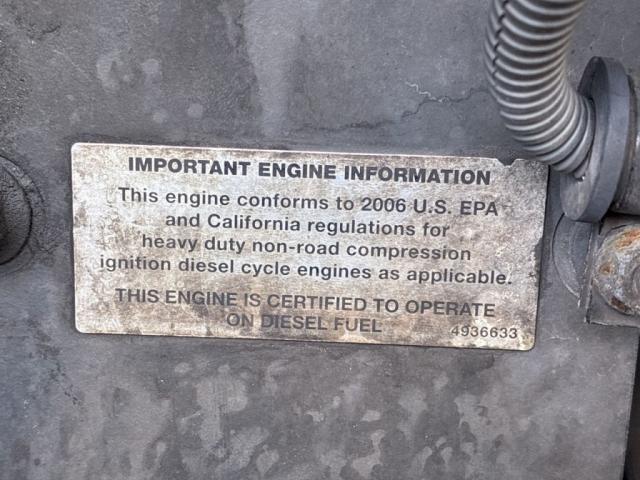 IMPORTANT ENGINE INFORMATION
This engine conforms to 2006 U.S. EPA
and California regulations for
heavy duty non-road compression
ignition diesel cycle engines as applicable.
THIS ENGINE IS CERTIFIED TO OPERATE
ON DIESEL FUEL
4936633